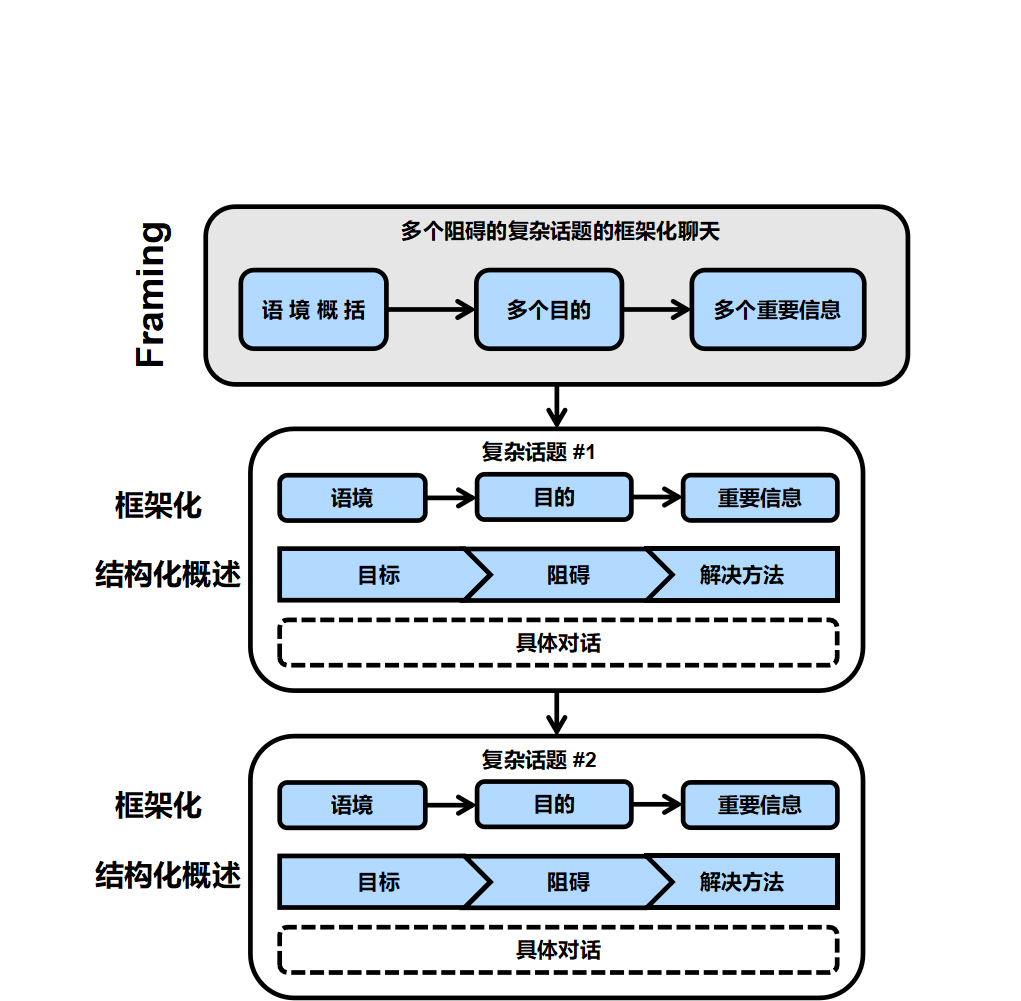 Framing
多个阻碍的复杂话题的框架化聊天
语 境 概 括
多个目的
多个重要信息
复杂话题 #1
框架化
语境
目的
重要信息
结构化概述
目标
阻碍
解决方法
具体对话
复杂话题 #2
框架化
语境
目的
重要信息
结构化概述
目标
阻碍
解决方法
具体对话